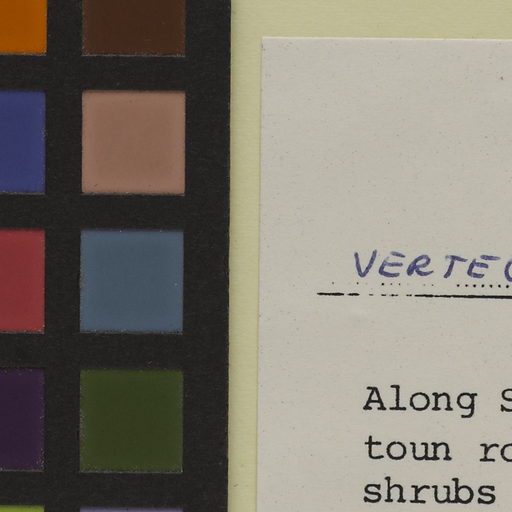 VERTE
Along S
toun ro
shrubs